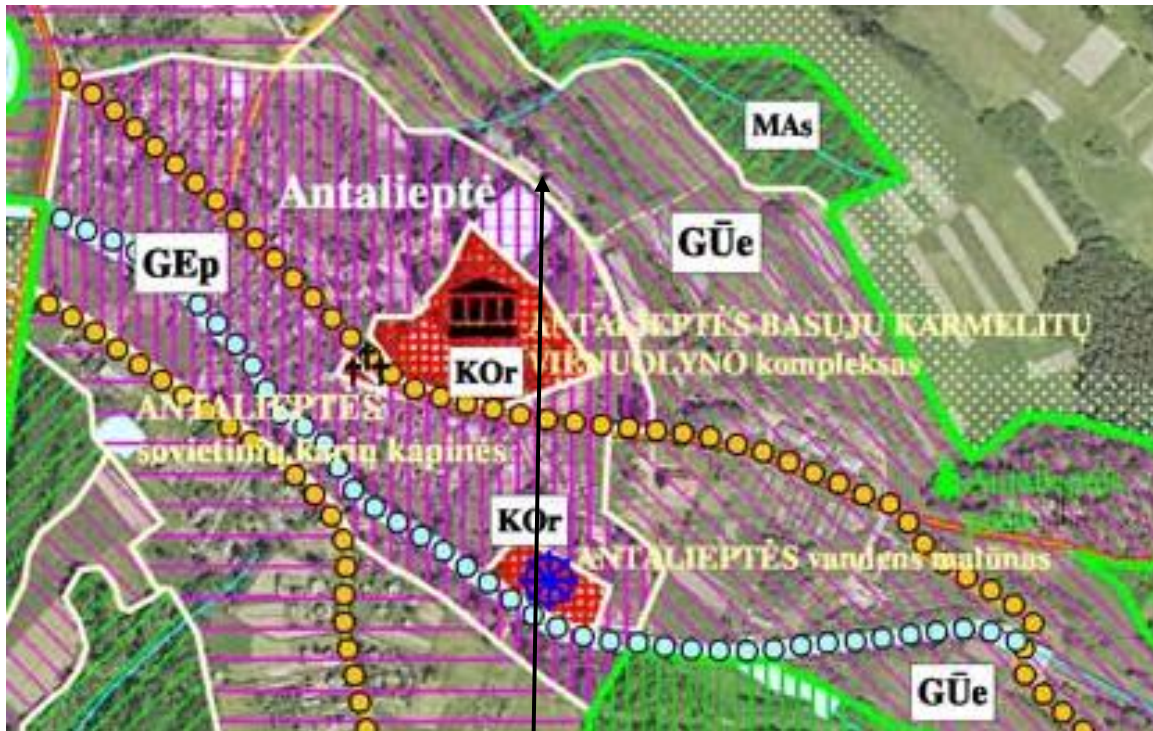 MAs
Antalieptė
GŪe
GEp
ANTALIEPTĖS BASŲJŲ KARMELITŲ
VIENUOLYNO kompleksas
KOr
ANTALIEPTĖS
sovietinių karių kapinės
KOr
ANTALIEPTĖS vandens malūnas
GŪe